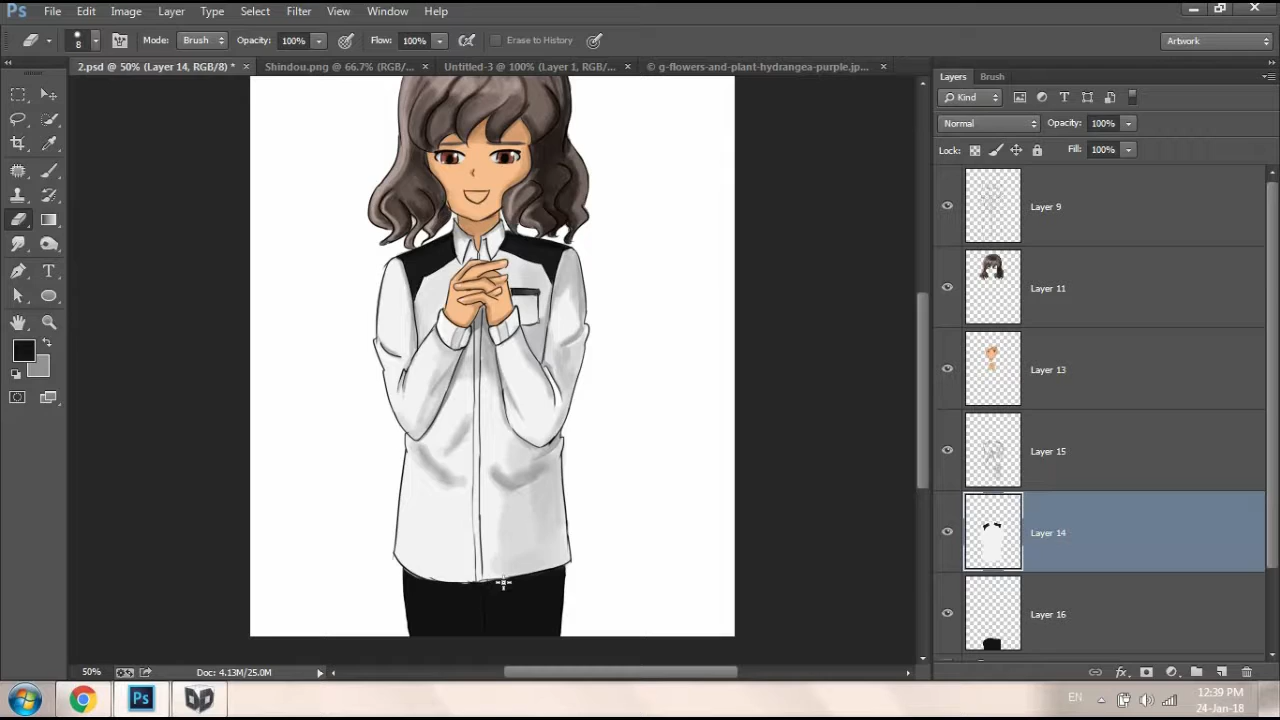 Ps File Edit Image Layer Type Select Filter View Window Help
8 Mode: Brush Opacity: 100% Flow: 100% Erase to History Artwork
2.psd @ 50% (Layer 14, RGB/8) * × Shindou.png @ 66.7% (RGB/... × Untitled-3 @ 100% (Layer 1, RGB/... × © g-flowers-and-plant-hydrangea-purple.jp... × Layers Brush
Kind T
Normal Opacity: 100%
Lock: Fill: 100%
Layer 9
Layer 11
Layer 13
Layer 15
Layer 14
Layer 16
50% Doc: 4.13M/25.0M fx
Ps EN 12:39 PM
24-Jan-18